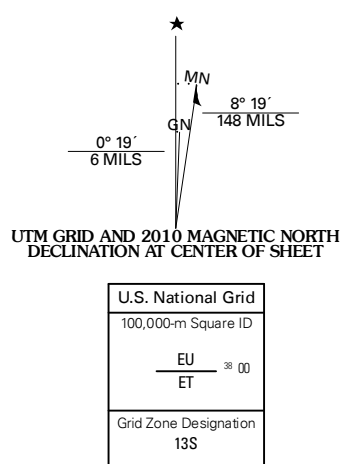 ★
MN
8° 19´
148 MILS
GN
0° 19´
6 MILS
UTM GRID AND 2010 MAGNETIC NORTH
DECLINATION AT CENTER OF SHEET
U.S. National Grid
100,000-m Square ID
EU
38 00
ET
Grid Zone Designation
13S